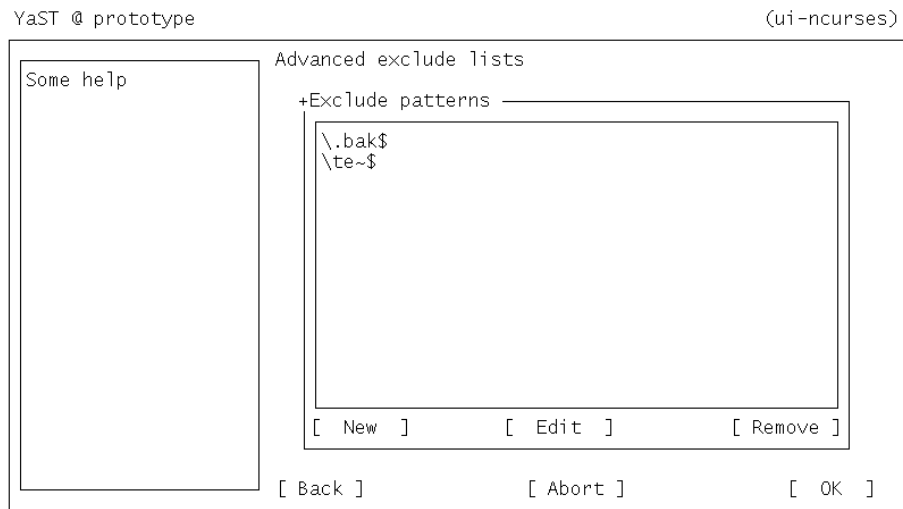 YaST @ prototype (ui-ncurses)
Some help
Advanced exclude lists
+Exclude patterns
\.bak$
\te~$
[ New ] [ Edit ] [ Remove ]
[ Back ] [ Abort ] [ OK ]